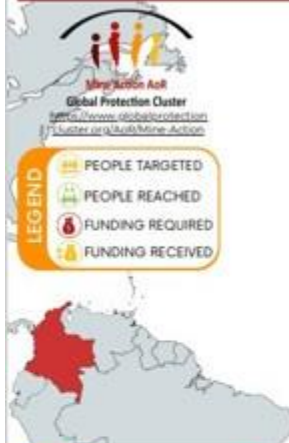 Mine Action AoR
Global Protection Cluster
https://www.globalprotection
cluster.org/AoR/Mine-Action
LEGEND
PEOPLE TARGETED
PEOPLE REACHED
FUNDING REQUIRED
FUNDING RECEIVED